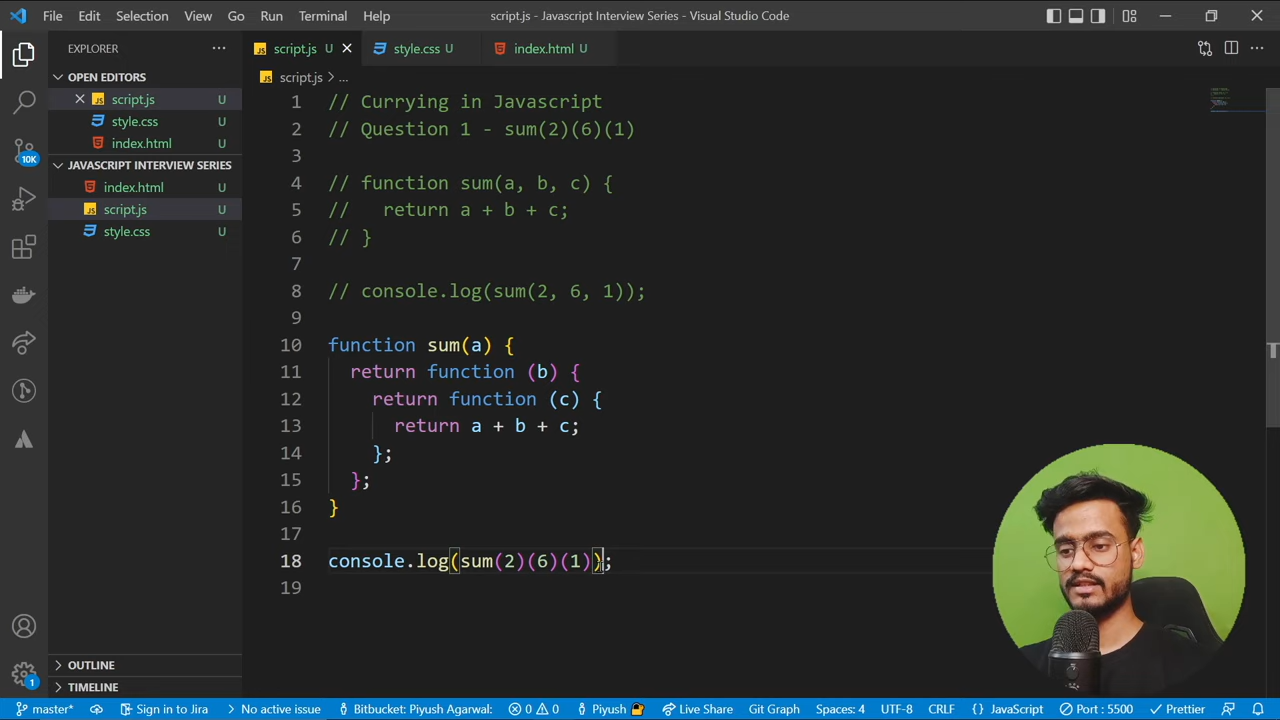 File Edit Selection View Go Run Terminal Help script.js - Javascript Interview Series - Visual Studio Code
EXPLORER
OPEN EDITORS
script.js U
style.css U
index.html U
JAVASCRIPT INTERVIEW SERIES
index.html U
script.js U
style.css U
10K
1
OUTLINE
TIMELINE
script.js U style.css U index.html U
script.js > ...
1 // Currying in Javascript
2 // Question 1 - sum(2)(6)(1)
3
4 // function sum(a, b, c) {
5 //   return a + b + c;
6 // }
7
8 // console.log(sum(2, 6, 1));
9
10 function sum(a) {
11   return function (b) {
12     return function (c) {
13       return a + b + c;
14     };
15   };
16 }
17
18 console.log(sum(2)(6)(1));
19
master* Sign in to Jira No active issue Bitbucket: Piyush Agarwal: 0 0 Piyush Live Share Git Graph Spaces: 4 UTF-8 CRLF {} JavaScript Port : 5500 Prettier